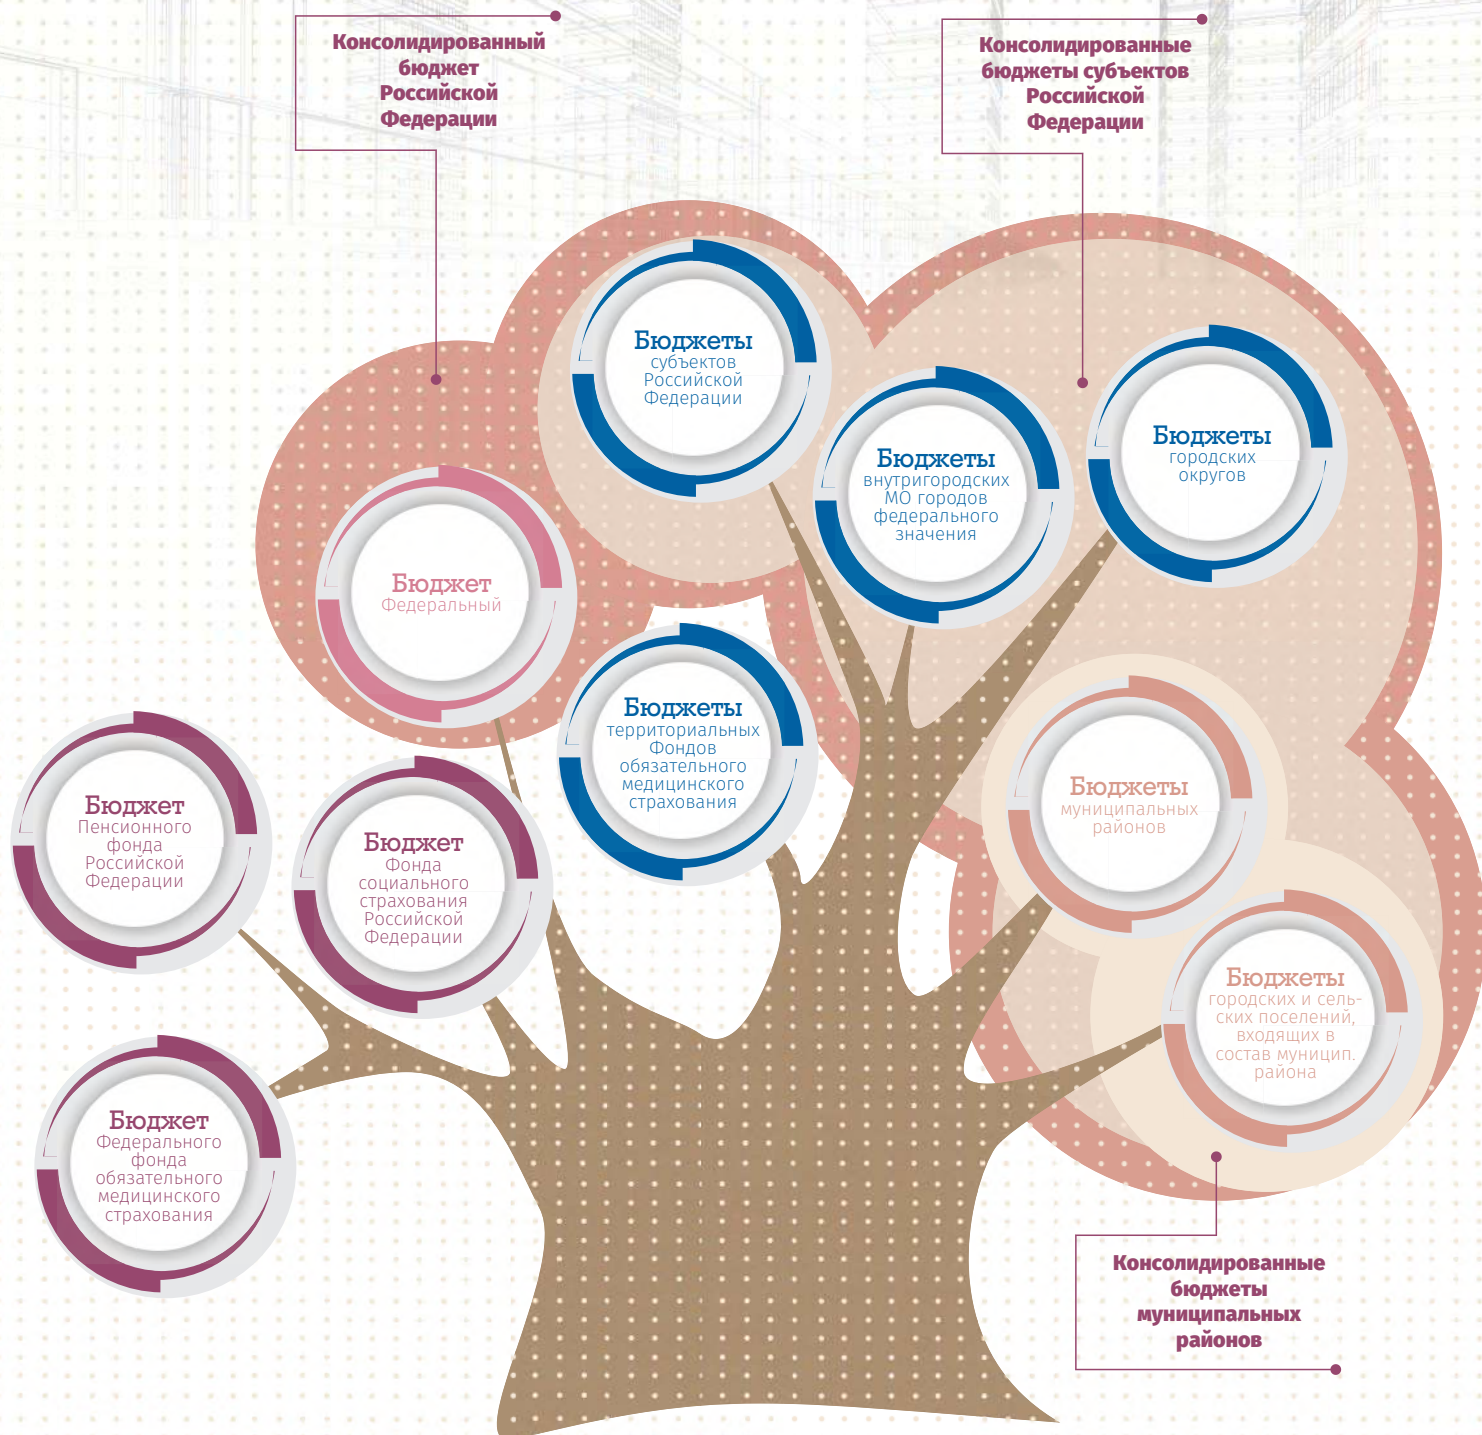 Консолидированный
бюджет
Российской
Федерации
Консолидированные
бюджеты субъектов
Российской
Федерации
Бюджеты
субъектов
Российской
Федерации
Бюджеты
внутригородских
МО городов
федерального
значения
Бюджеты
городских
округов
Бюджет
Федеральный
Бюджеты
территориальных
Фондов
обязательного
медицинского
страхования
Бюджеты
муниципальных
районов
Бюджет
Пенсионного
фонда
Российской
Федерации
Бюджет
Фонда
социального
страхования
Российской
Федерации
Бюджеты
городских и сель-
ских поселений,
входящих в
состав муницип.
района
Бюджет
Федерального
фонда
обязательного
медицинского
страхования
Консолидированные
бюджеты
муниципальных
районов